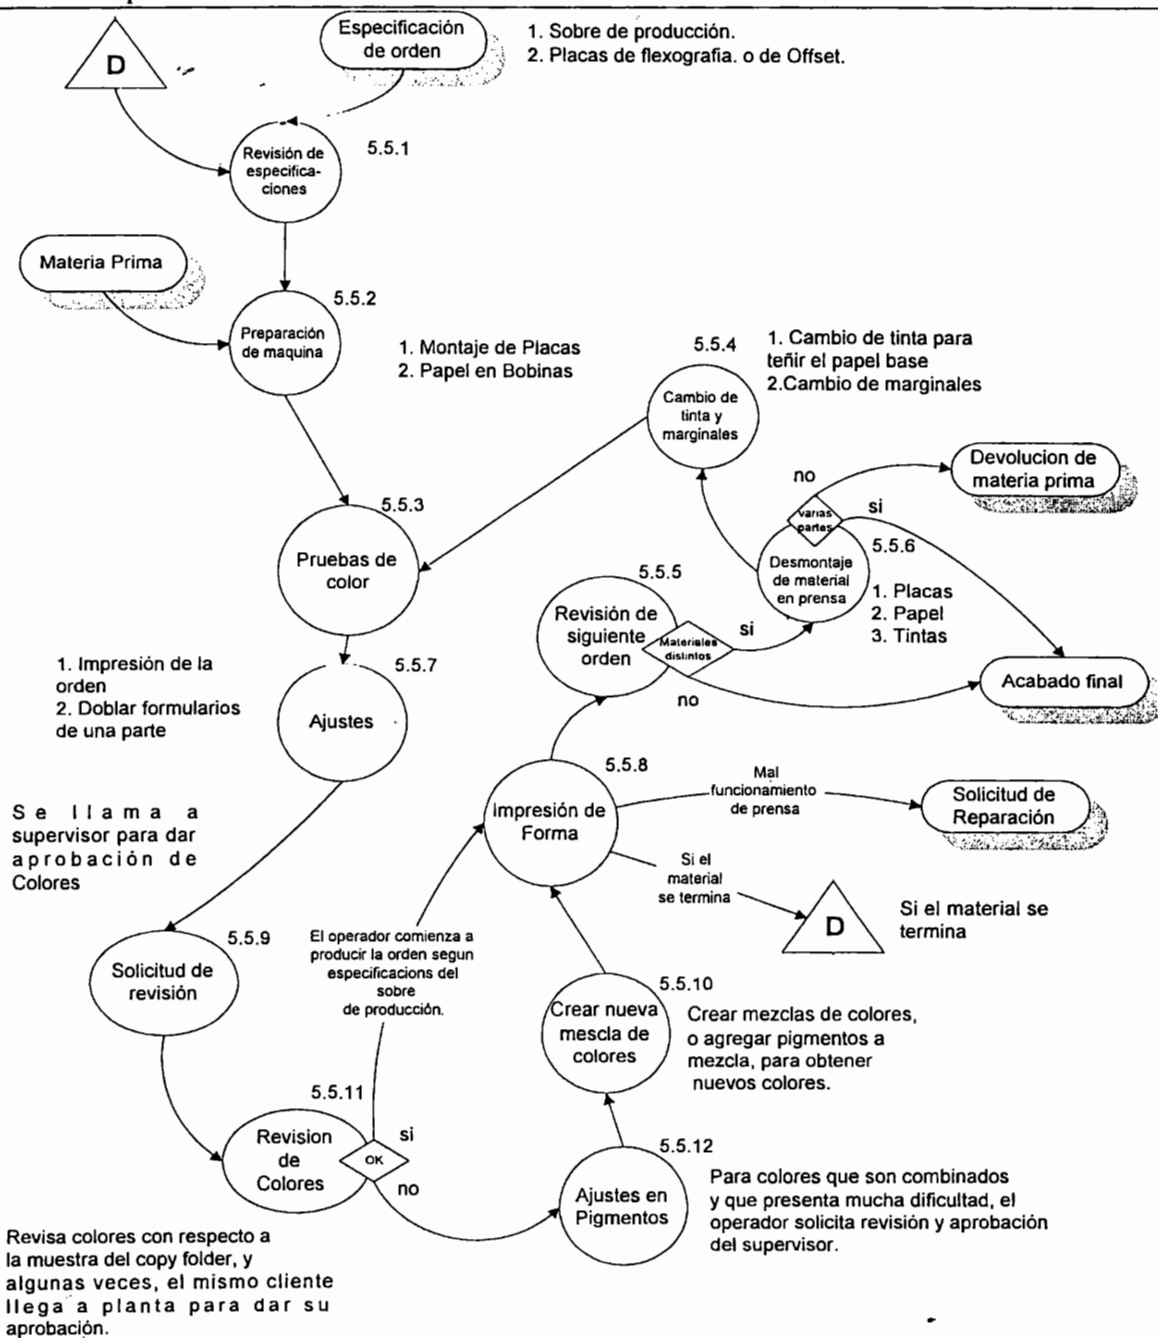 D
Especificación
de orden
1. Sobre de producción.
2. Placas de flexografia. o de Offset.
Revisión de
especifica-
ciones
5.5.1
Materia Prima
Preparación
de maquina
5.5.2
1. Montaje de Placas
2. Papel en Bobinas
5.5.4
1. Cambio de tinta para
teñir el papel base
2.Cambio de marginales
Cambio de
tinta y
marginales
no
Devolucion de
materia prima
varias
partes
si
5.5.6
Desmontaje
de material
en prensa
1. Placas
2. Papel
3. Tintas
5.5.3
Pruebas de
color
5.5.5
Revisión de
siguiente
orden
Materiales
distintos
si
no
Acabado final
1. Impresión de la
orden
2. Doblar formularios
de una parte
5.5.7
Ajustes
5.5.8
Impresión de
Forma
Mal
funcionamiento
de prensa
Solicitud de
Reparación
Si el
material
se termina
D
Si el material se
termina
Se llama a
supervisor para dar
aprobación de
Colores
5.5.9
Solicitud de
revisión
El operador comienza a
producir la orden segun
especificacions del
sobre
de producción.
5.5.10
Crear nueva
mescla de
colores
Crear mezclas de colores,
o agregar pigmentos a
mezcla, para obtener
nuevos colores.
5.5.11
Revision
de
Colores
OK
si
no
5.5.12
Ajustes en
Pigmentos
Para colores que son combinados
y que presenta mucha dificultad, el
operador solicita revisión y aprobación
del supervisor.
Revisa colores con respecto a
la muestra del copy folder, y
algunas veces, el mismo cliente
llega a planta para dar su
aprobación.